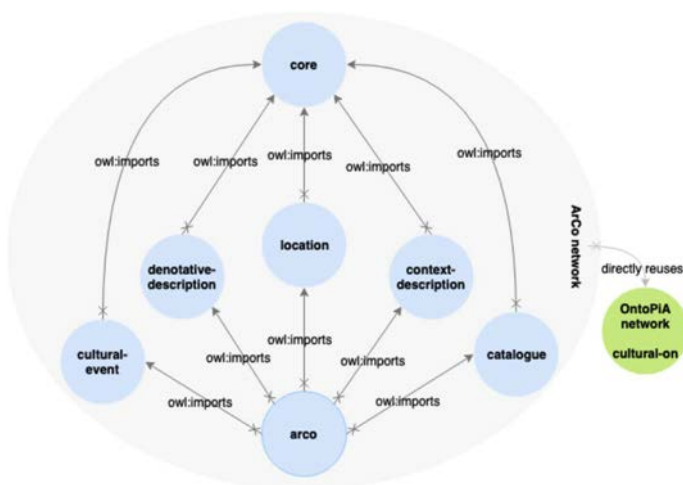 core
owl:imports
owl:imports
owl:imports
owl:imports
owl:imports
ArCo network
directly reuses
denotative-
description
location
context-
description
OntoPiA
network
cultural-on
cultural-
event
catalogue
owl:imports
owl:imports
owl:imports
owl:imports
owl:imports
arco